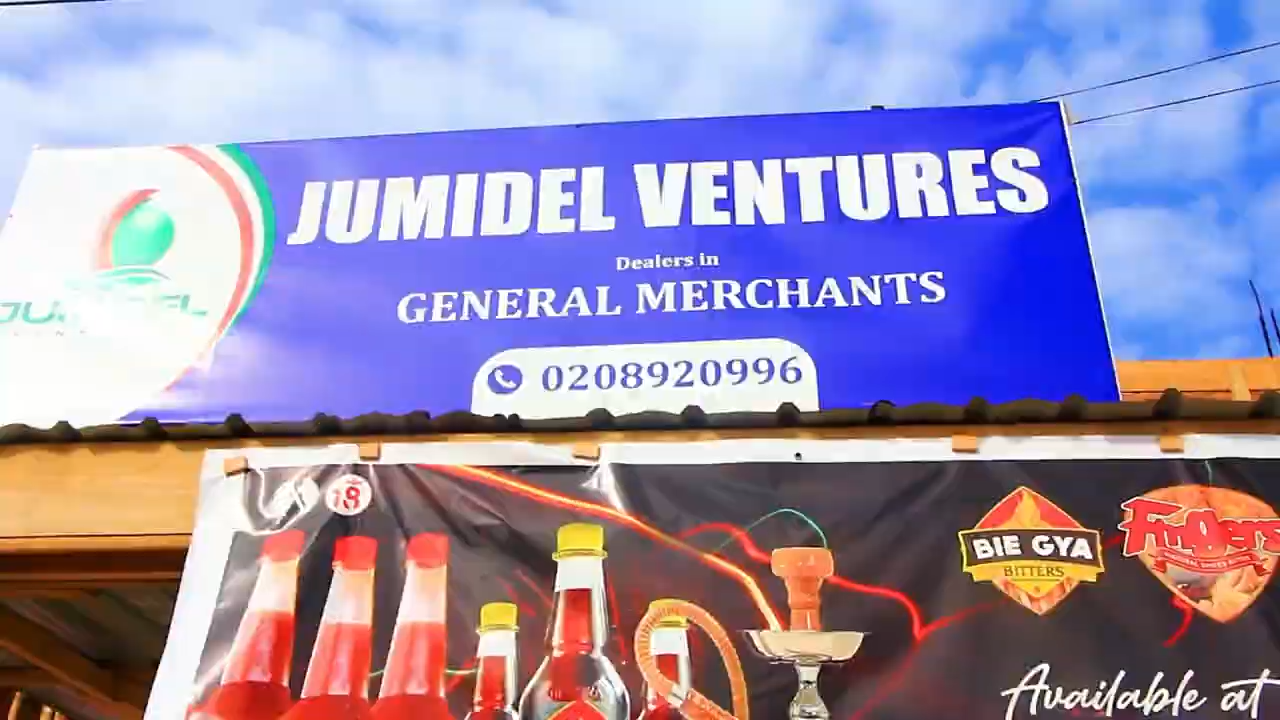 JUMIDEL VENTURES
Dealers in
GENERAL MERCHANTS
0208920996
18
BIE GYA
BITTERS
Available at